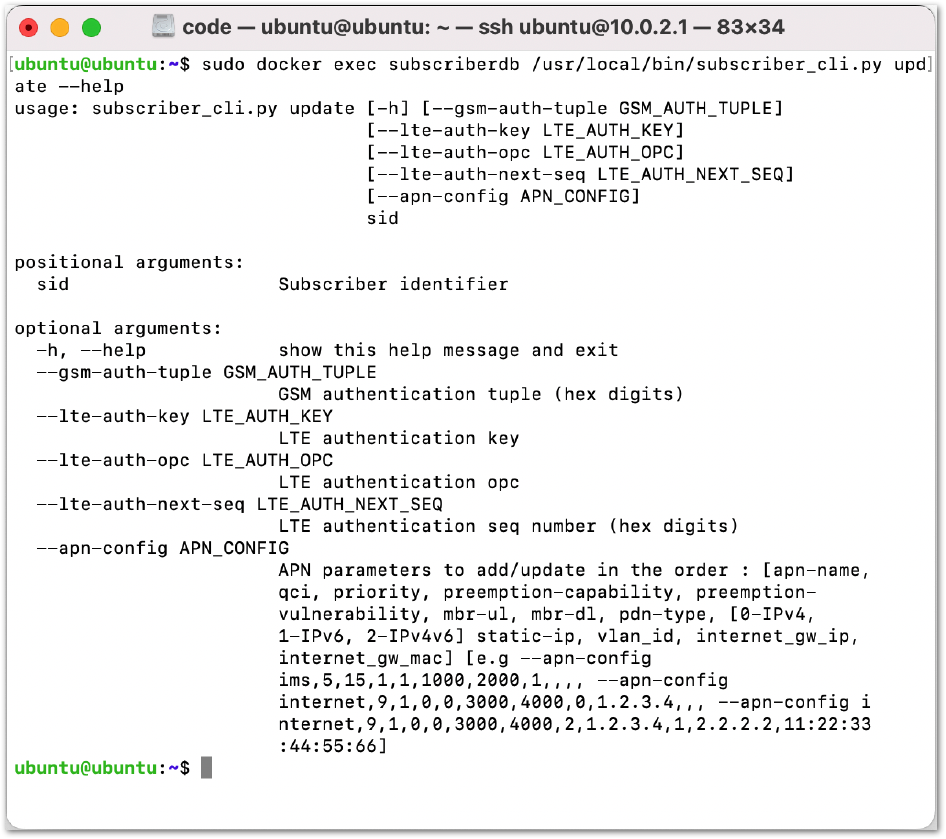 code — ubuntu@ubuntu: ~ — ssh ubuntu@10.0.2.1 — 83×34
[ubuntu@ubuntu:~$ sudo docker exec subscriberdb /usr/local/bin/subscriber_cli.py upd]
ate --help
usage: subscriber_cli.py update [-h] [--gsm-auth-tuple GSM_AUTH_TUPLE]
                                [--lte-auth-key LTE_AUTH_KEY]
                                [--lte-auth-opc LTE_AUTH_OPC]
                                [--lte-auth-next-seq LTE_AUTH_NEXT_SEQ]
                                [--apn-config APN_CONFIG]
                                sid

positional arguments:
  sid                   Subscriber identifier

optional arguments:
  -h, --help            show this help message and exit
  --gsm-auth-tuple GSM_AUTH_TUPLE
                        GSM authentication tuple (hex digits)
  --lte-auth-key LTE_AUTH_KEY
                        LTE authentication key
  --lte-auth-opc LTE_AUTH_OPC
                        LTE authentication opc
  --lte-auth-next-seq LTE_AUTH_NEXT_SEQ
                        LTE authentication seq number (hex digits)
  --apn-config APN_CONFIG
                        APN parameters to add/update in the order : [apn-name,
                        qci, priority, preemption-capability, preemption-
                        vulnerability, mbr-ul, mbr-dl, pdn-type, [0-IPv4,
                        1-IPv6, 2-IPv4v6] static-ip, vlan_id, internet_gw_ip,
                        internet_gw_mac] [e.g --apn-config
                        ims,5,15,1,1,1000,2000,1,,,, --apn-config
                        internet,9,1,0,0,3000,4000,0,1.2.3.4,,, --apn-config i
                        nternet,9,1,0,0,3000,4000,2,1.2.3.4,1,2.2.2.2,11:22:33
                        :44:55:66]
ubuntu@ubuntu:~$